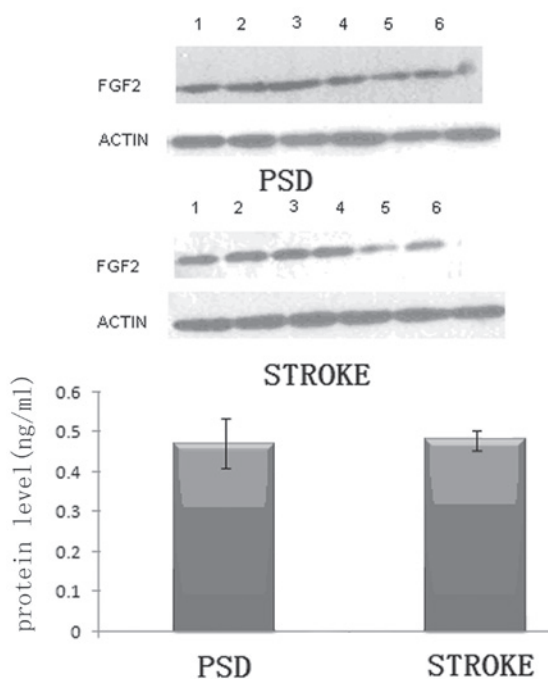 1 2 3 4 5 6
FGF2
ACTIN
PSD
1 2 3 4 5 6
FGF2
ACTIN
STROKE
protein level(ng/ml)
0.6
0.5
0.4
0.3
0.2
0.1
0
PSD STROKE